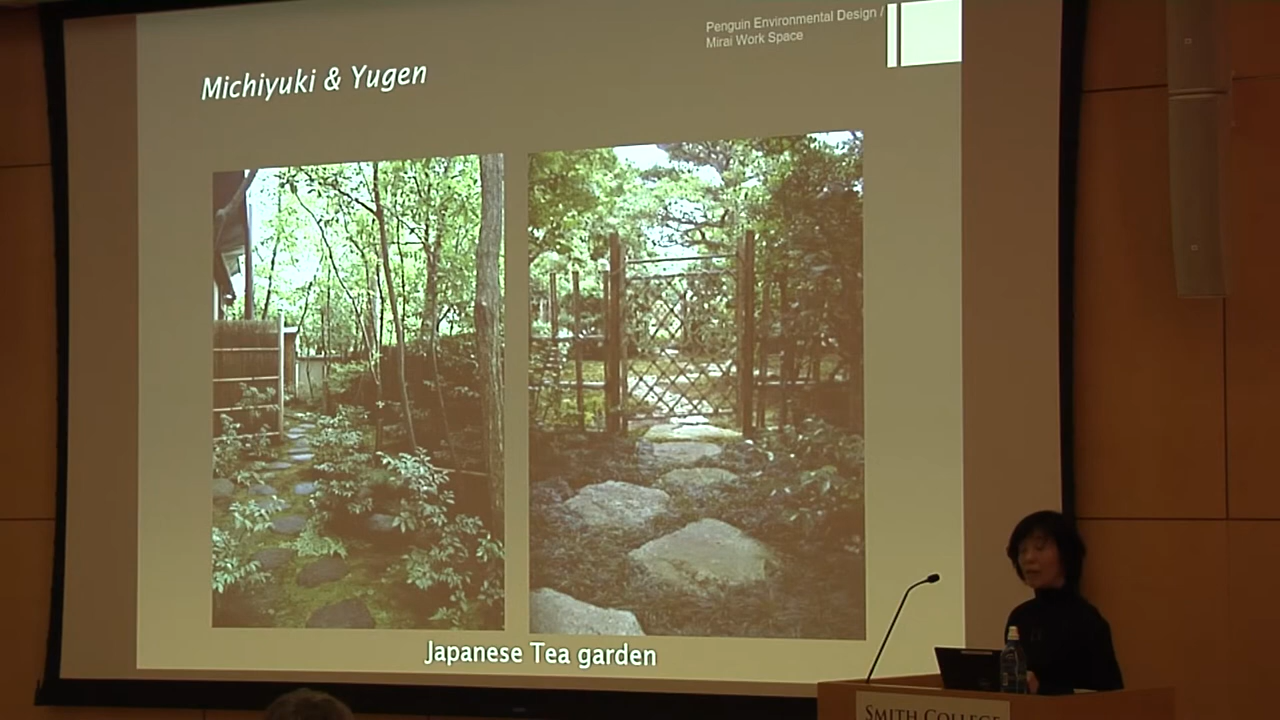 Penguin Environmental Design /
Mirai Work Space
Michiyuki & Yugen
Japanese Tea garden
SMITH COLLEGE